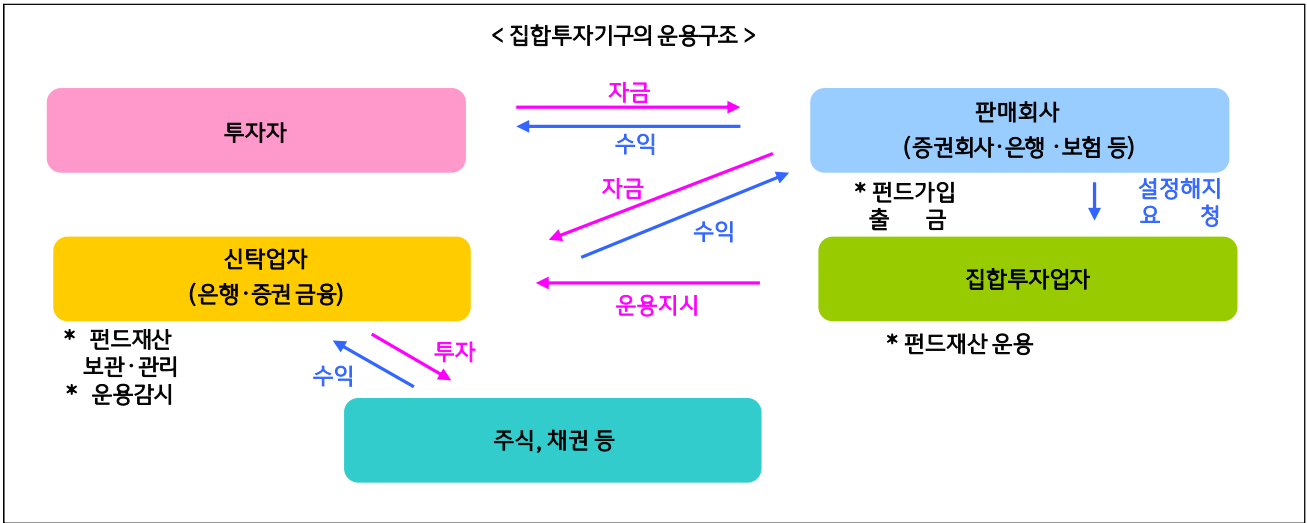 < 집합투자기구의 운용구조 >
투자자
자금
수익
판매회사
(증권회사·은행 ·보험 등)
자금
수익
* 펀드가입
출 금
설정해지
요 청
신탁업자
(은행·증권 금융)
운용지시
집합투자업자
* 펀드재산
보관·관리
* 운용감시
수익
투자
* 펀드재산 운용
주식, 채권 등